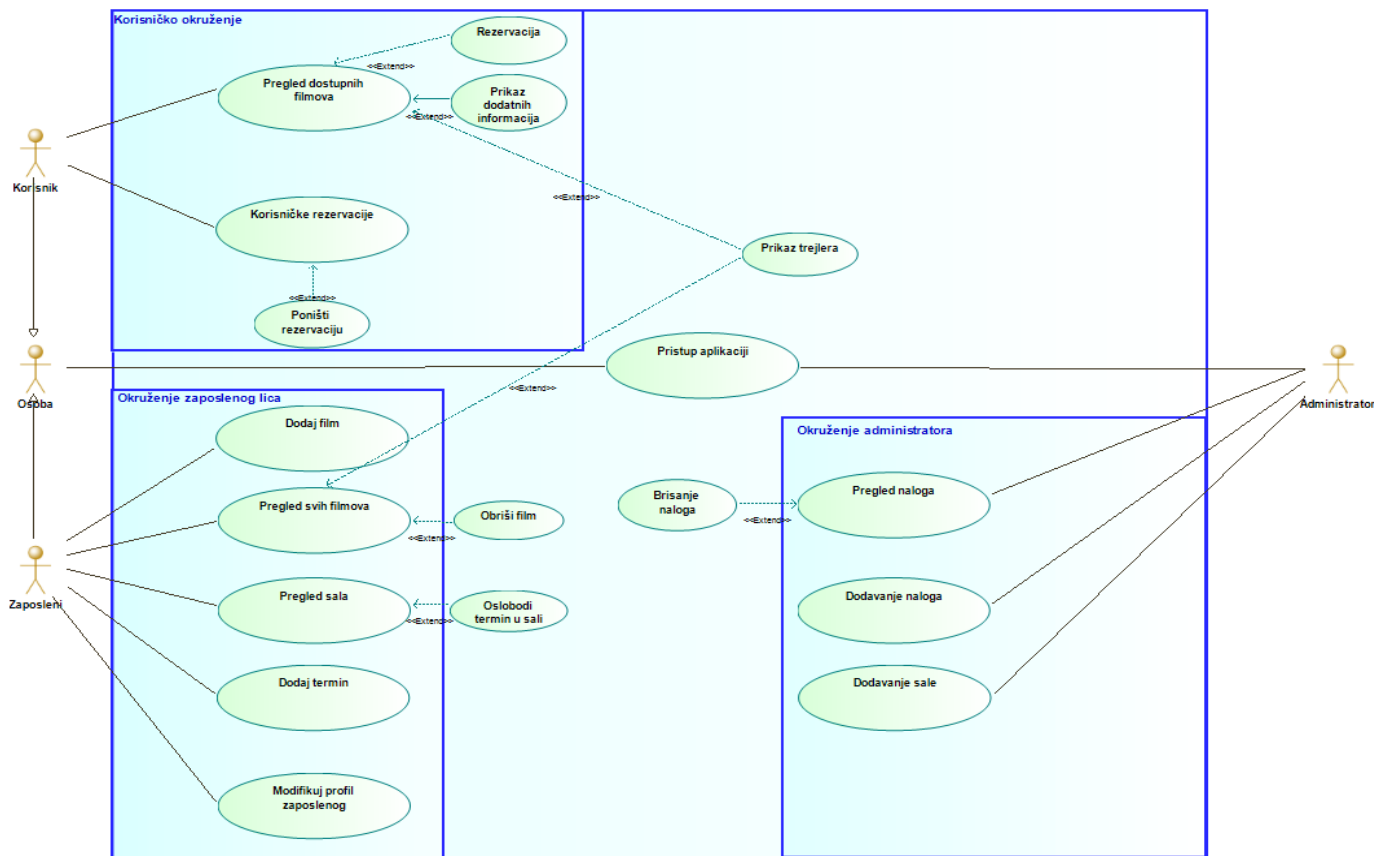 Korisničko okruženje
Rezervacija
<<Extend>>
Pregled dostupnih
filmova
Prikaz
dodatnih
informacija
<<Extend>>
Korisnik
<<Extend>>
Korisničke rezervacije
Prikaz trejlera
<<Extend>>
Poništi
rezervaciju
Pristup aplikaciji
Osoba
<<Extend>>
Administrator
Okruženje zaposlenog lica
Dodaj film
Okruženje administratora
Pregled svih filmova
Obriši film
<<Extend>>
Brisanje
naloga
<<Extend>>
Pregled naloga
Zaposleni
Pregled sala
Oslobodi
termin u sali
<<Extend>>
Dodavanje naloga
Dodaj termin
Dodavanje sale
Modifikuj profil
zaposlenog